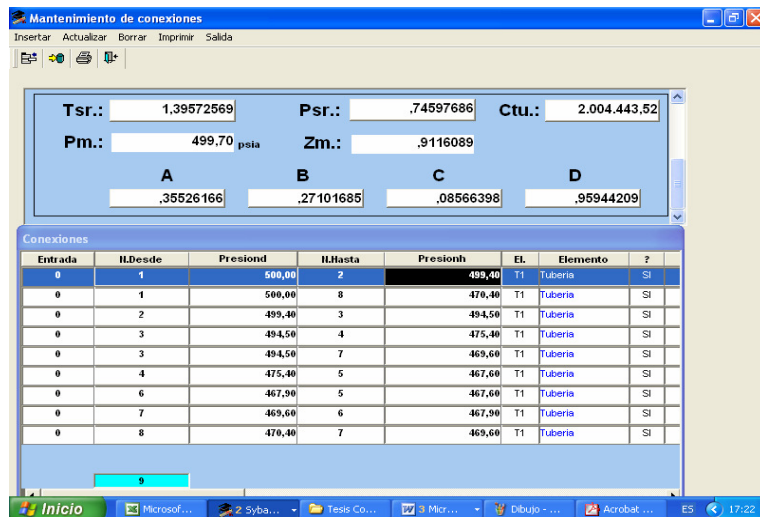 Mantenimiento de conexiones
Insertar Actualizar Borrar Imprimir Salida
Tsr.: 1,39572569 Psr.: ,74597686 Ctu.: 2.004.443,52
Pm.: 499,70 psia Zm.: ,9116089
A B C D
,35526166 ,27101685 ,08566398 ,95944209
Conexiones
Entrada N.Desde Presiond N.Hasta Presionh El. Elemento ?
0 1 500,00 2 499,40 T1 Tuberia SI
0 1 500,00 8 470,40 T1 Tuberia SI
0 2 499,40 3 494,50 T1 Tuberia SI
0 3 494,50 4 475,40 T1 Tuberia SI
0 3 494,50 7 469,60 T1 Tuberia SI
0 4 475,40 5 467,60 T1 Tuberia SI
0 6 467,90 5 467,60 T1 Tuberia SI
0 7 469,60 6 467,90 T1 Tuberia SI
0 8 470,40 7 469,60 T1 Tuberia SI
9
Inicio Microsof... 2 Syba... Tesis Co... 3 Micr... Dibujo - ... Acrobat ... ES 17:22